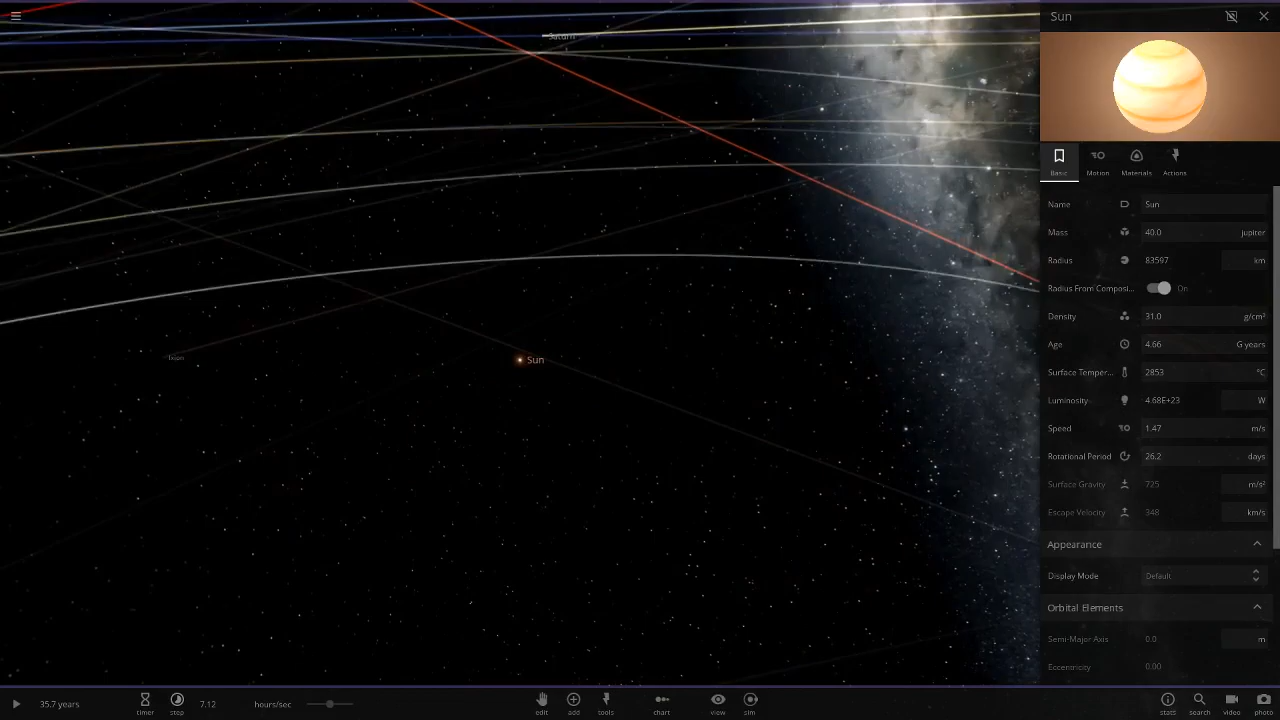 Sun
Saturn
Ixion
Sun
Basic
Motion
Materials
Actions
Name Sun
Mass 40.0 jupiter
Radius 83597 km
Radius From Composi... On
Density 31.0 g/cm³
Age 4.66 G years
Surface Temper... 2853 °C
Luminosity 4.68E+23 W
Speed 1.47 m/s
Rotational Period 26.2 days
Surface Gravity 725 m/s²
Escape Velocity 348 km/s
Appearance
Display Mode Default
Orbital Elements
Semi-Major Axis 0.0 m
Eccentricity 0.00
35.7 years
timer
step
7.12 hours/sec
edit
add
tools
chart
view
sim
stats
search
video
photo